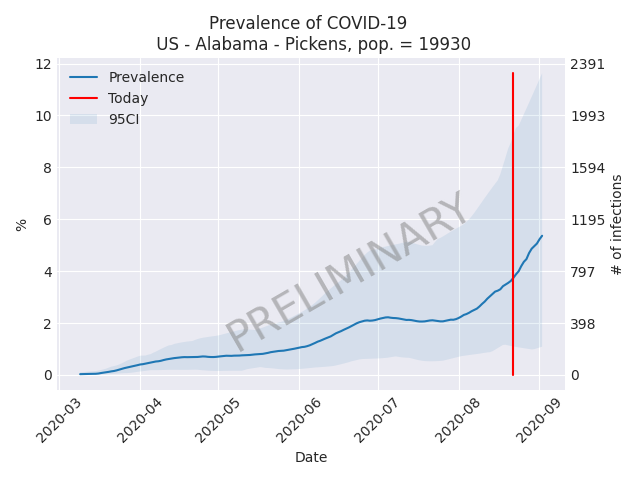 Prevalence of COVID-19
US - Alabama - Pickens, pop. = 19930
Prevalence
Today
95CI
12
10
8
6
4
2
0
%
2391
1993
1594
1195
797
398
0
# of infections
PRELIMINARY
2020-03
2020-04
2020-05
2020-06
2020-07
2020-08
2020-09
Date